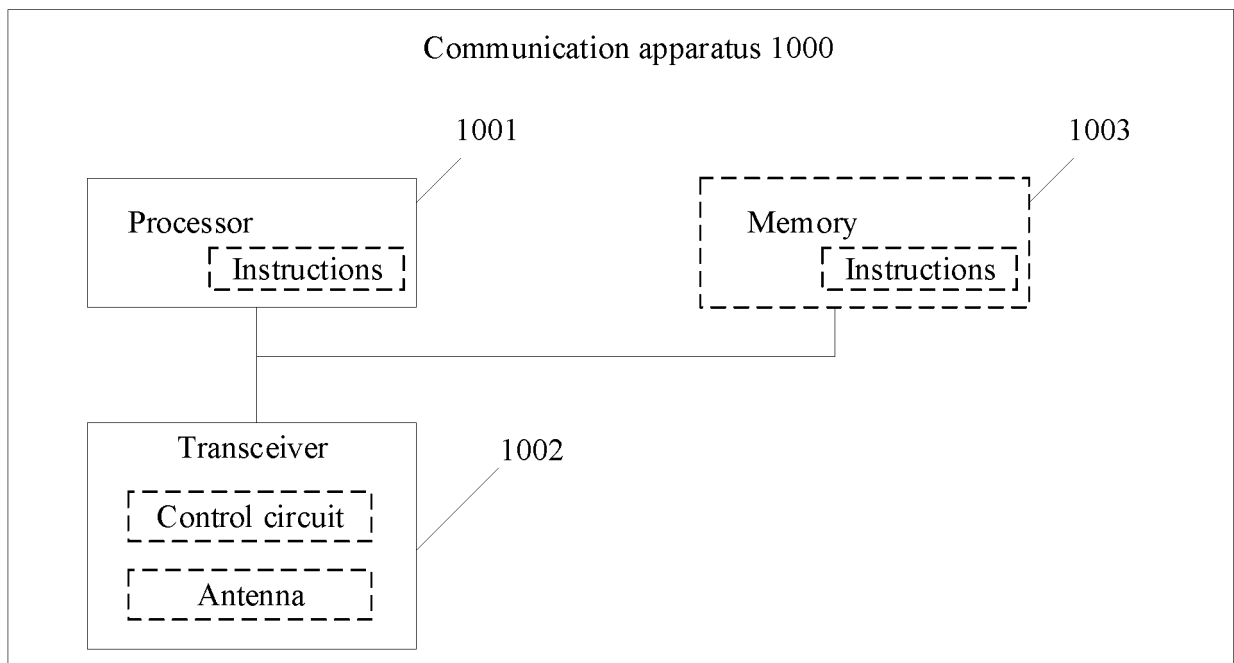 Communication apparatus 1000
1001
1003
Processor
Instructions
Memory
Instructions
Transceiver
1002
Control circuit
Antenna